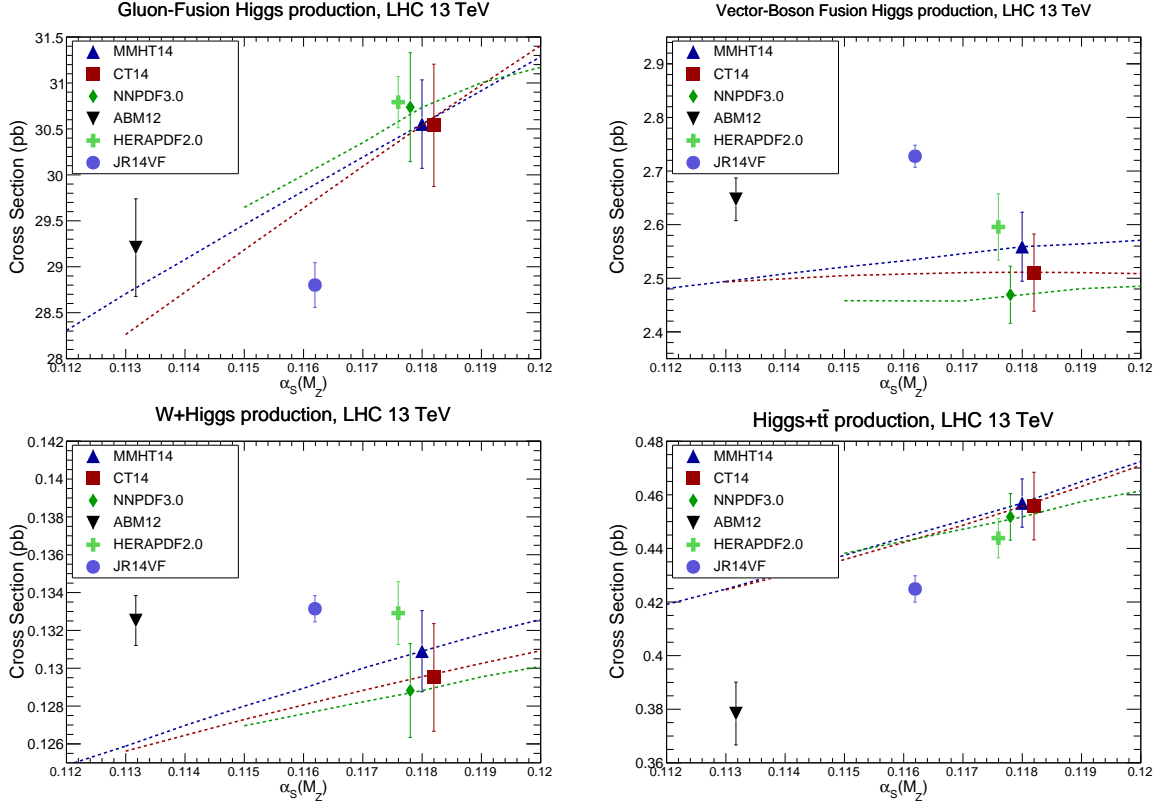 Gluon-Fusion Higgs production, LHC 13 TeV
Cross Section (pb)
31.5
31
30.5
30
29.5
29
28.5
28
MMHT14
CT14
NNPDF3.0
ABM12
HERAPDF2.0
JR14VF
0.112 0.113 0.114 0.115 0.116 0.117 0.118 0.119 0.12
α_S(M_Z)
Vector-Boson Fusion Higgs production, LHC 13 TeV
Cross Section (pb)
2.9
2.8
2.7
2.6
2.5
2.4
MMHT14
CT14
NNPDF3.0
ABM12
HERAPDF2.0
JR14VF
0.112 0.113 0.114 0.115 0.116 0.117 0.118 0.119 0.12
α_S(M_Z)
W+Higgs production, LHC 13 TeV
Cross Section (pb)
0.142
0.14
0.138
0.136
0.134
0.132
0.13
0.128
0.126
MMHT14
CT14
NNPDF3.0
ABM12
HERAPDF2.0
JR14VF
0.112 0.113 0.114 0.115 0.116 0.117 0.118 0.119 0.12
α_S(M_Z)
Higgs+tt̄ production, LHC 13 TeV
Cross Section (pb)
0.48
0.46
0.44
0.42
0.4
0.38
0.36
MMHT14
CT14
NNPDF3.0
ABM12
HERAPDF2.0
JR14VF
0.112 0.113 0.114 0.115 0.116 0.117 0.118 0.119 0.12
α_S(M_Z)